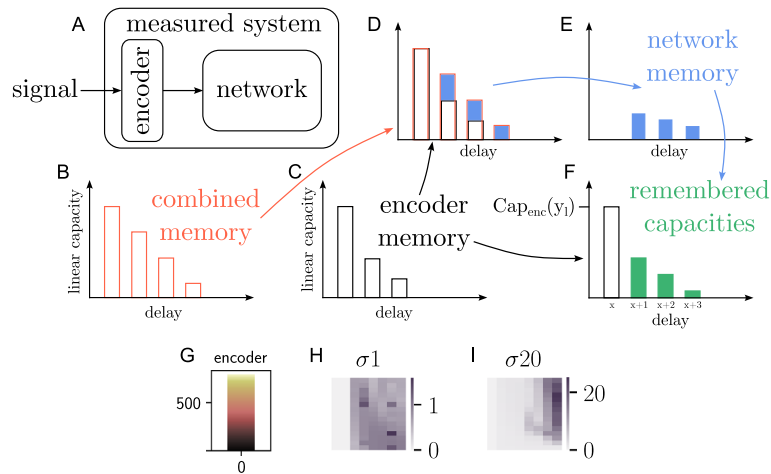 A
measured system
signal
encoder
network
D
delay
E
network
memory
delay
B
linear capacity
combined
memory
delay
C
linear capacity
encoder
memory
delay
F
Cap_enc(y_l)
remembered
capacities
x
x+1
x+2
x+3
delay
G
encoder
500
0
H
σ1
1
0
I
σ20
20
0